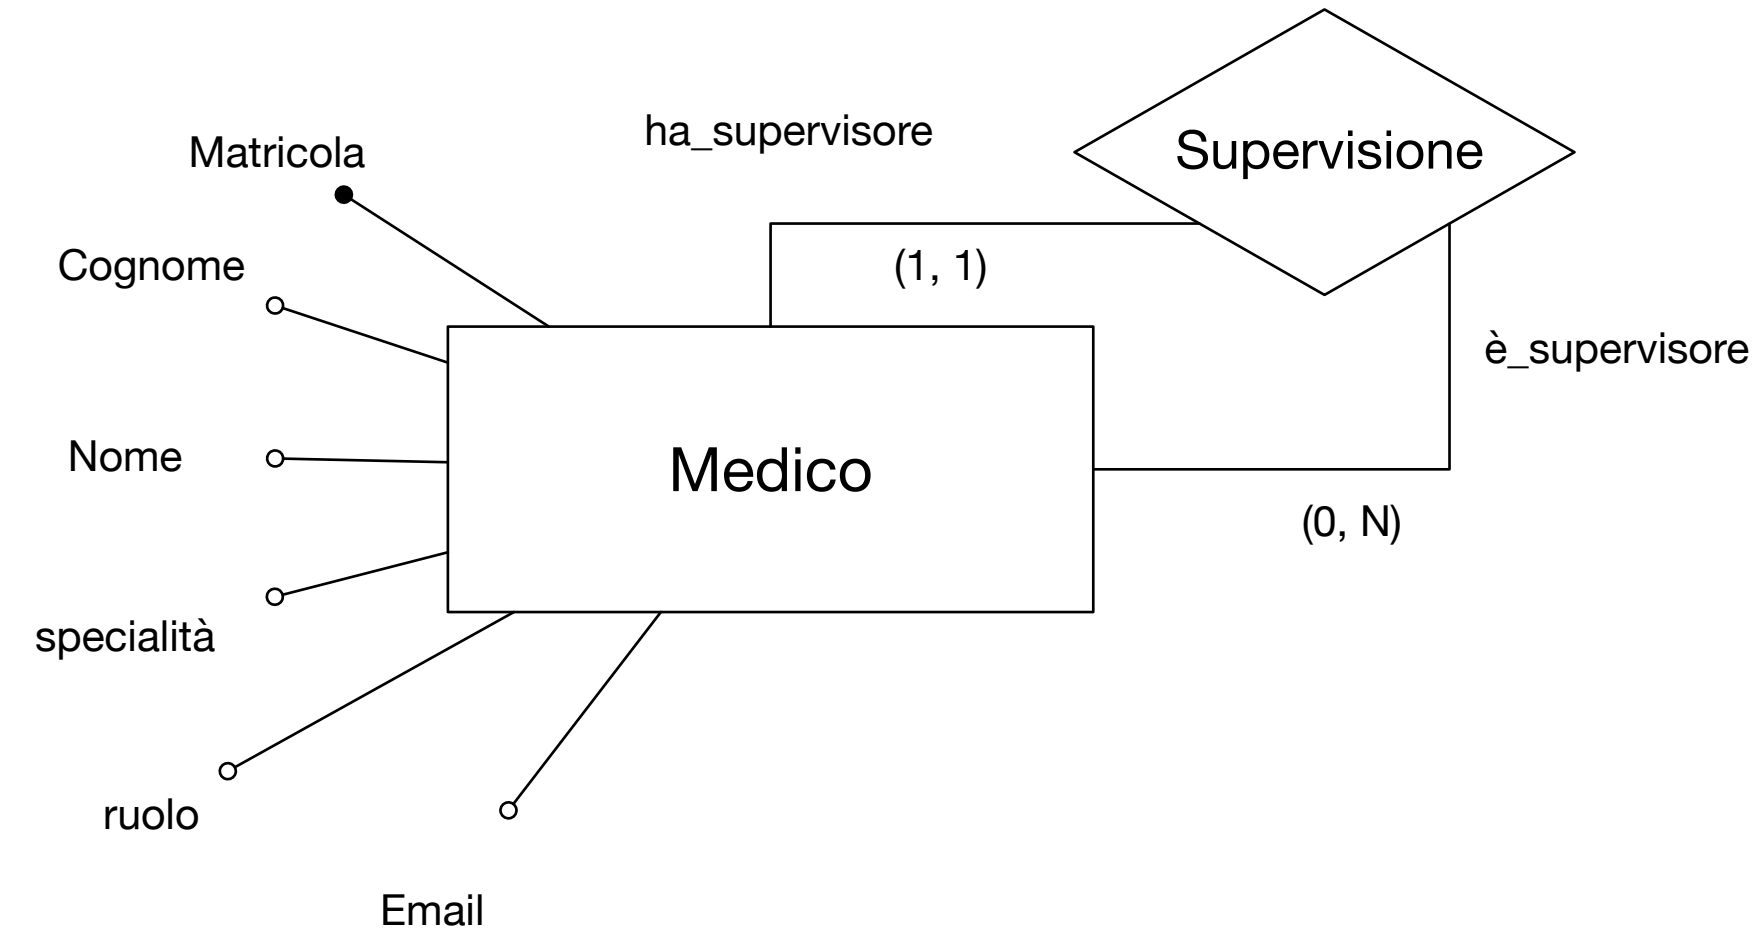 Supervisione
ha_supervisore
Matricola
Cognome
(1, 1)
è_supervisore
Nome
Medico
(0, N)
specialità
ruolo
Email